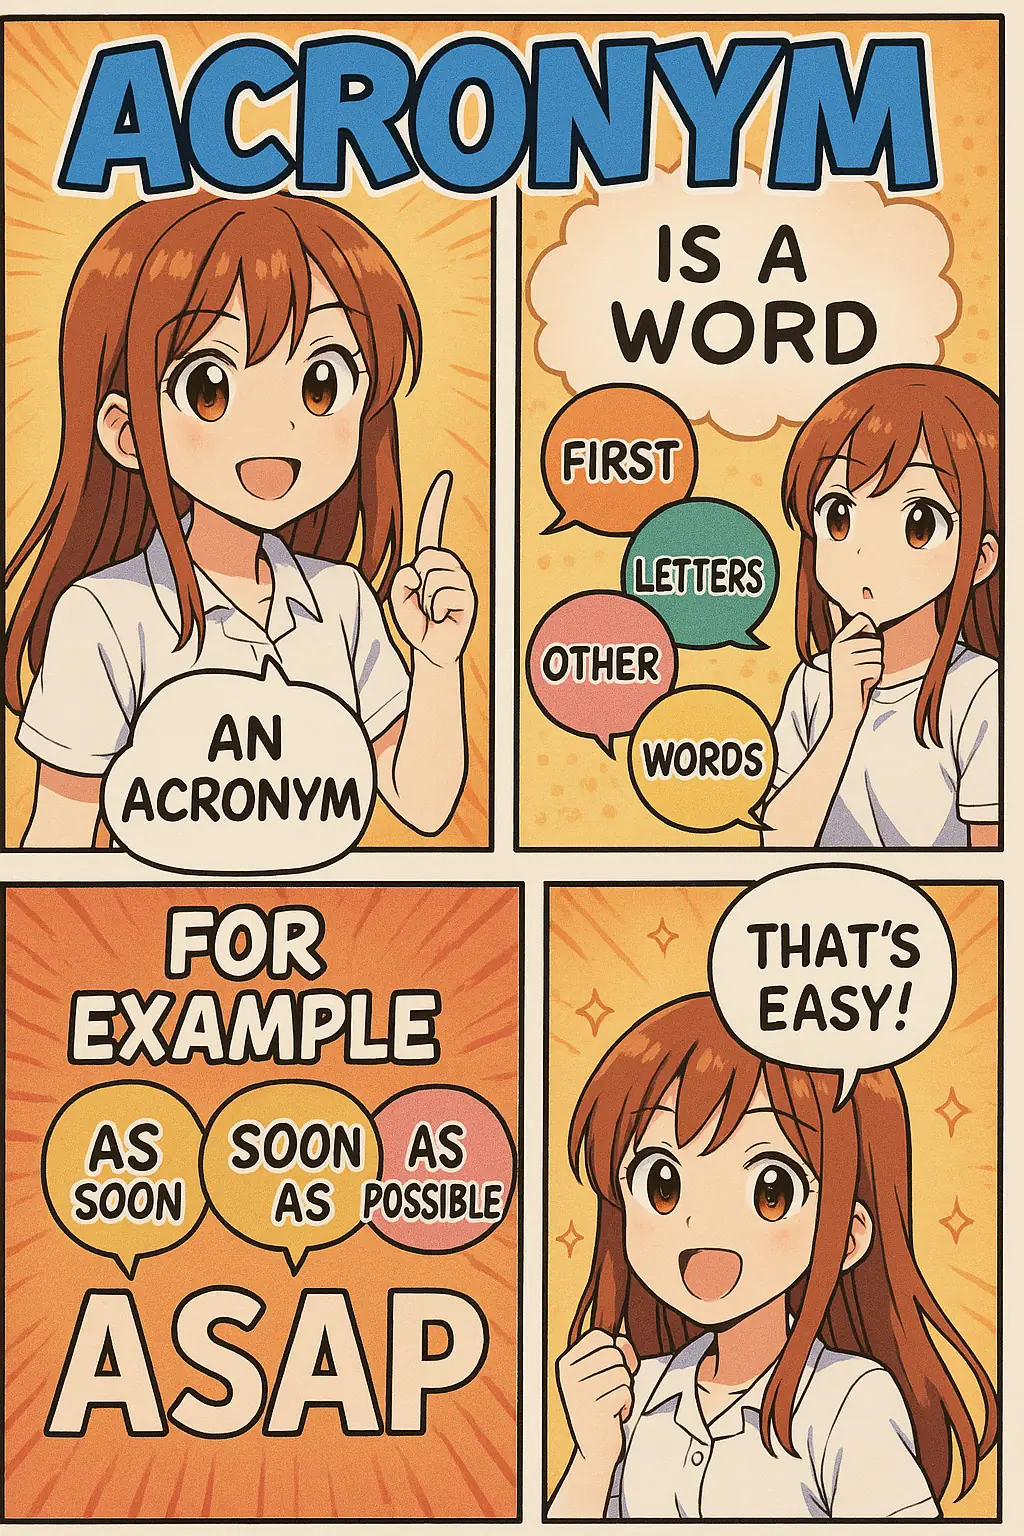 ACRONYM
AN
ACRONYM
IS A
WORD
FIRST
LETTERS
OTHER
WORDS
FOR
EXAMPLE
AS
SOON
SOON
AS
AS
POSSIBLE
ASAP
THAT'S
EASY!